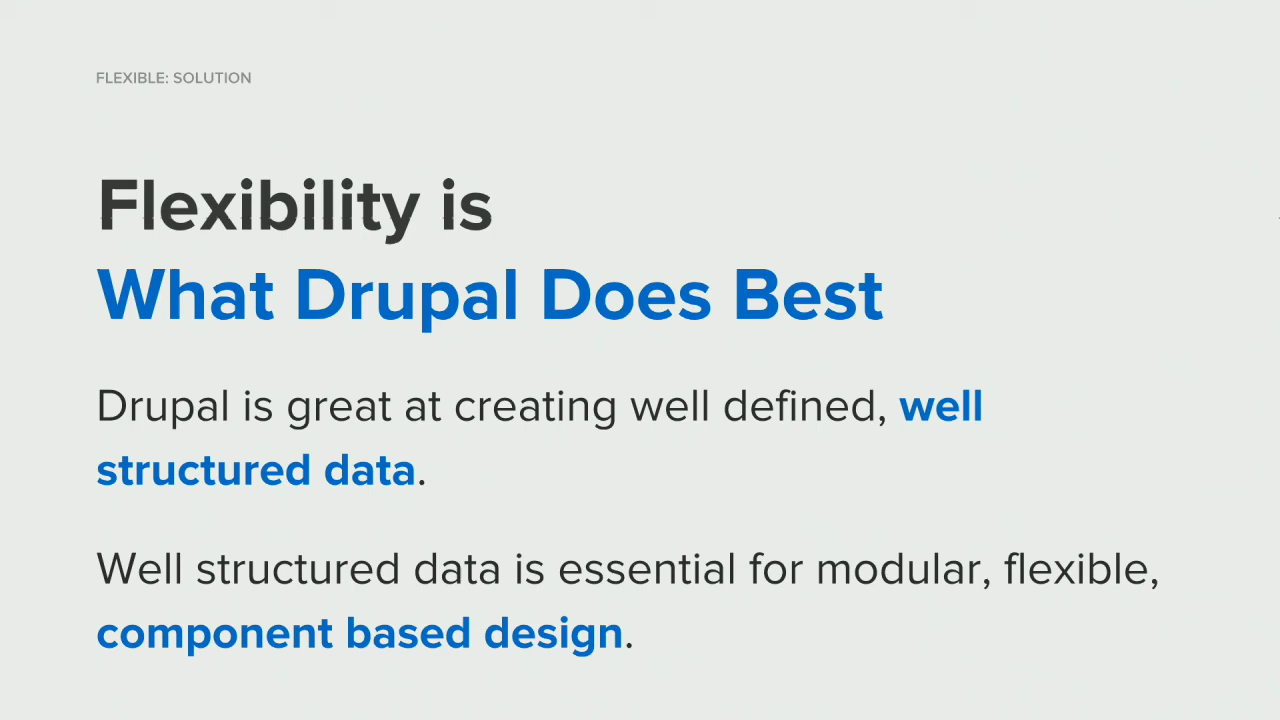 FLEXIBLE: SOLUTION
Flexibility is
What Drupal Does Best
Drupal is great at creating well defined, well
structured data.
Well structured data is essential for modular, flexible,
component based design.